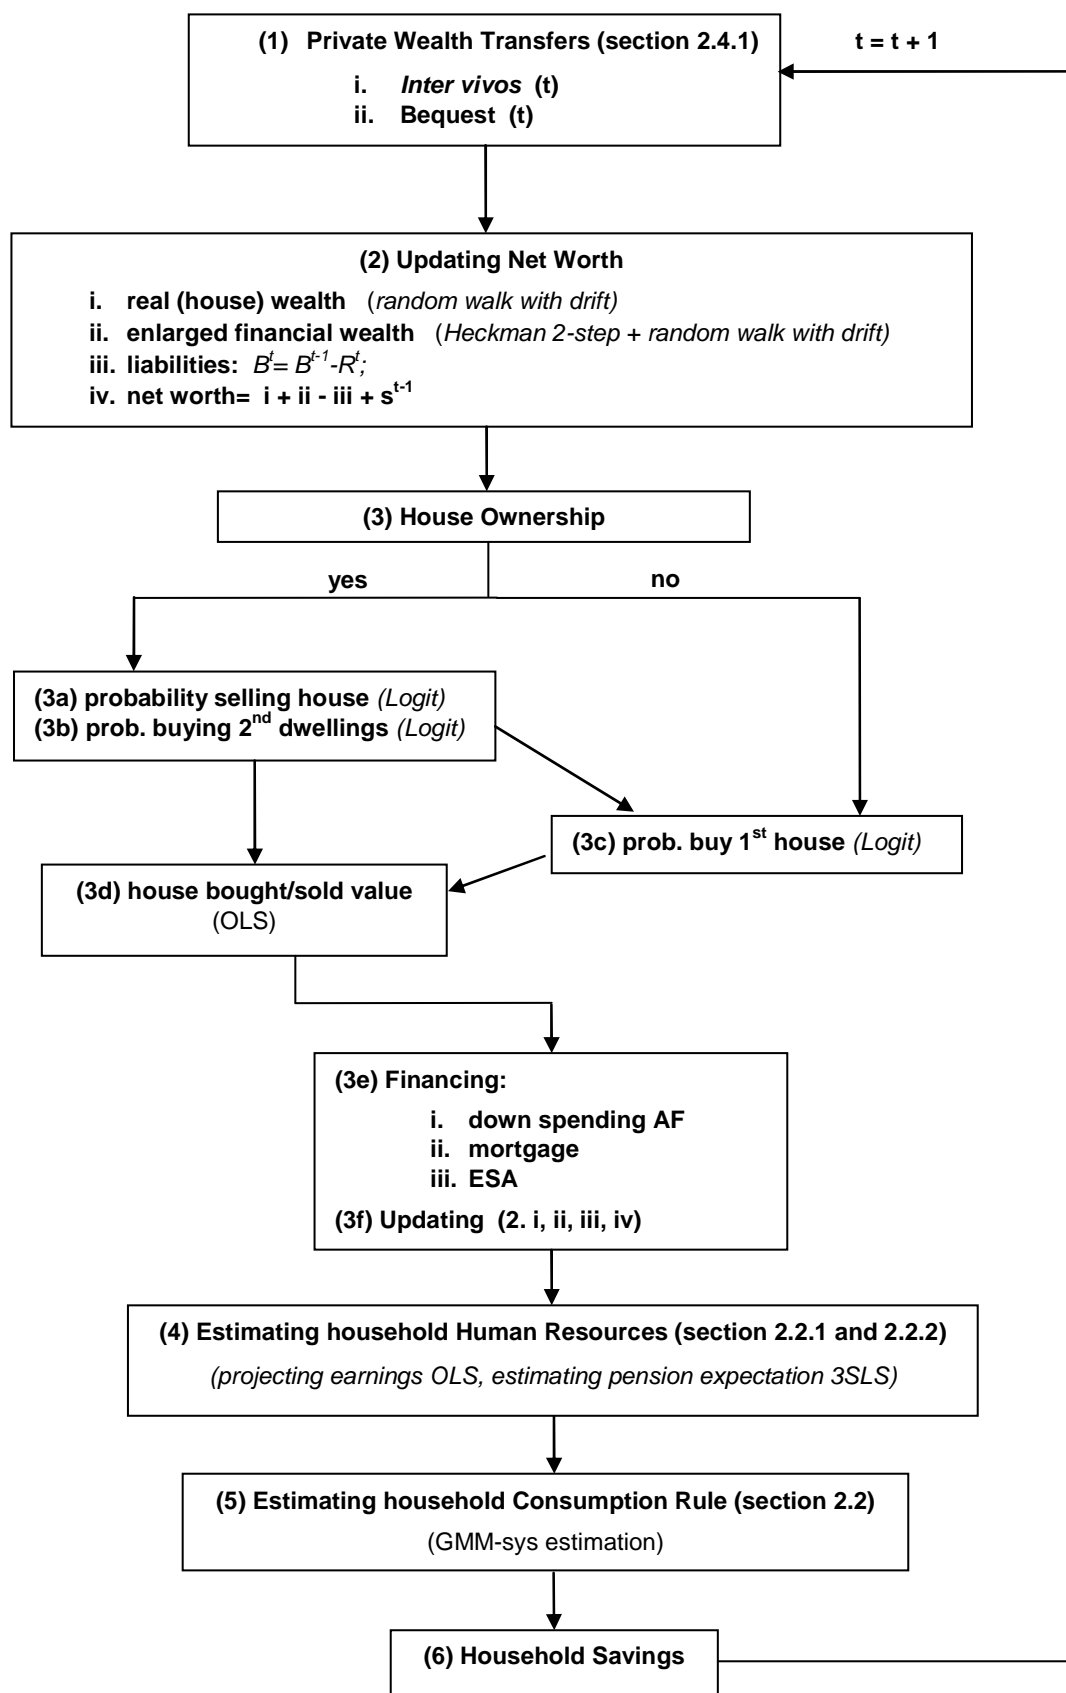 (1) Private Wealth Transfers (section 2.4.1)
t = t + 1
i. Inter vivos (t)
ii. Bequest (t)
(2) Updating Net Worth
i. real (house) wealth (random walk with drift)
ii. enlarged financial wealth (Heckman 2-step + random walk with drift)
iii. liabilities: B^t= B^t-1-R^t;
iv. net worth= i + ii - iii + s^t-1
(3) House Ownership
yes
no
(3a) probability selling house (Logit)
(3b) prob. buying 2nd dwellings (Logit)
(3c) prob. buy 1st house (Logit)
(3d) house bought/sold value
(OLS)
(3e) Financing:
i. down spending AF
ii. mortgage
iii. ESA
(3f) Updating (2. i, ii, iii, iv)
(4) Estimating household Human Resources (section 2.2.1 and 2.2.2)
(projecting earnings OLS, estimating pension expectation 3SLS)
(5) Estimating household Consumption Rule (section 2.2)
(GMM-sys estimation)
(6) Household Savings